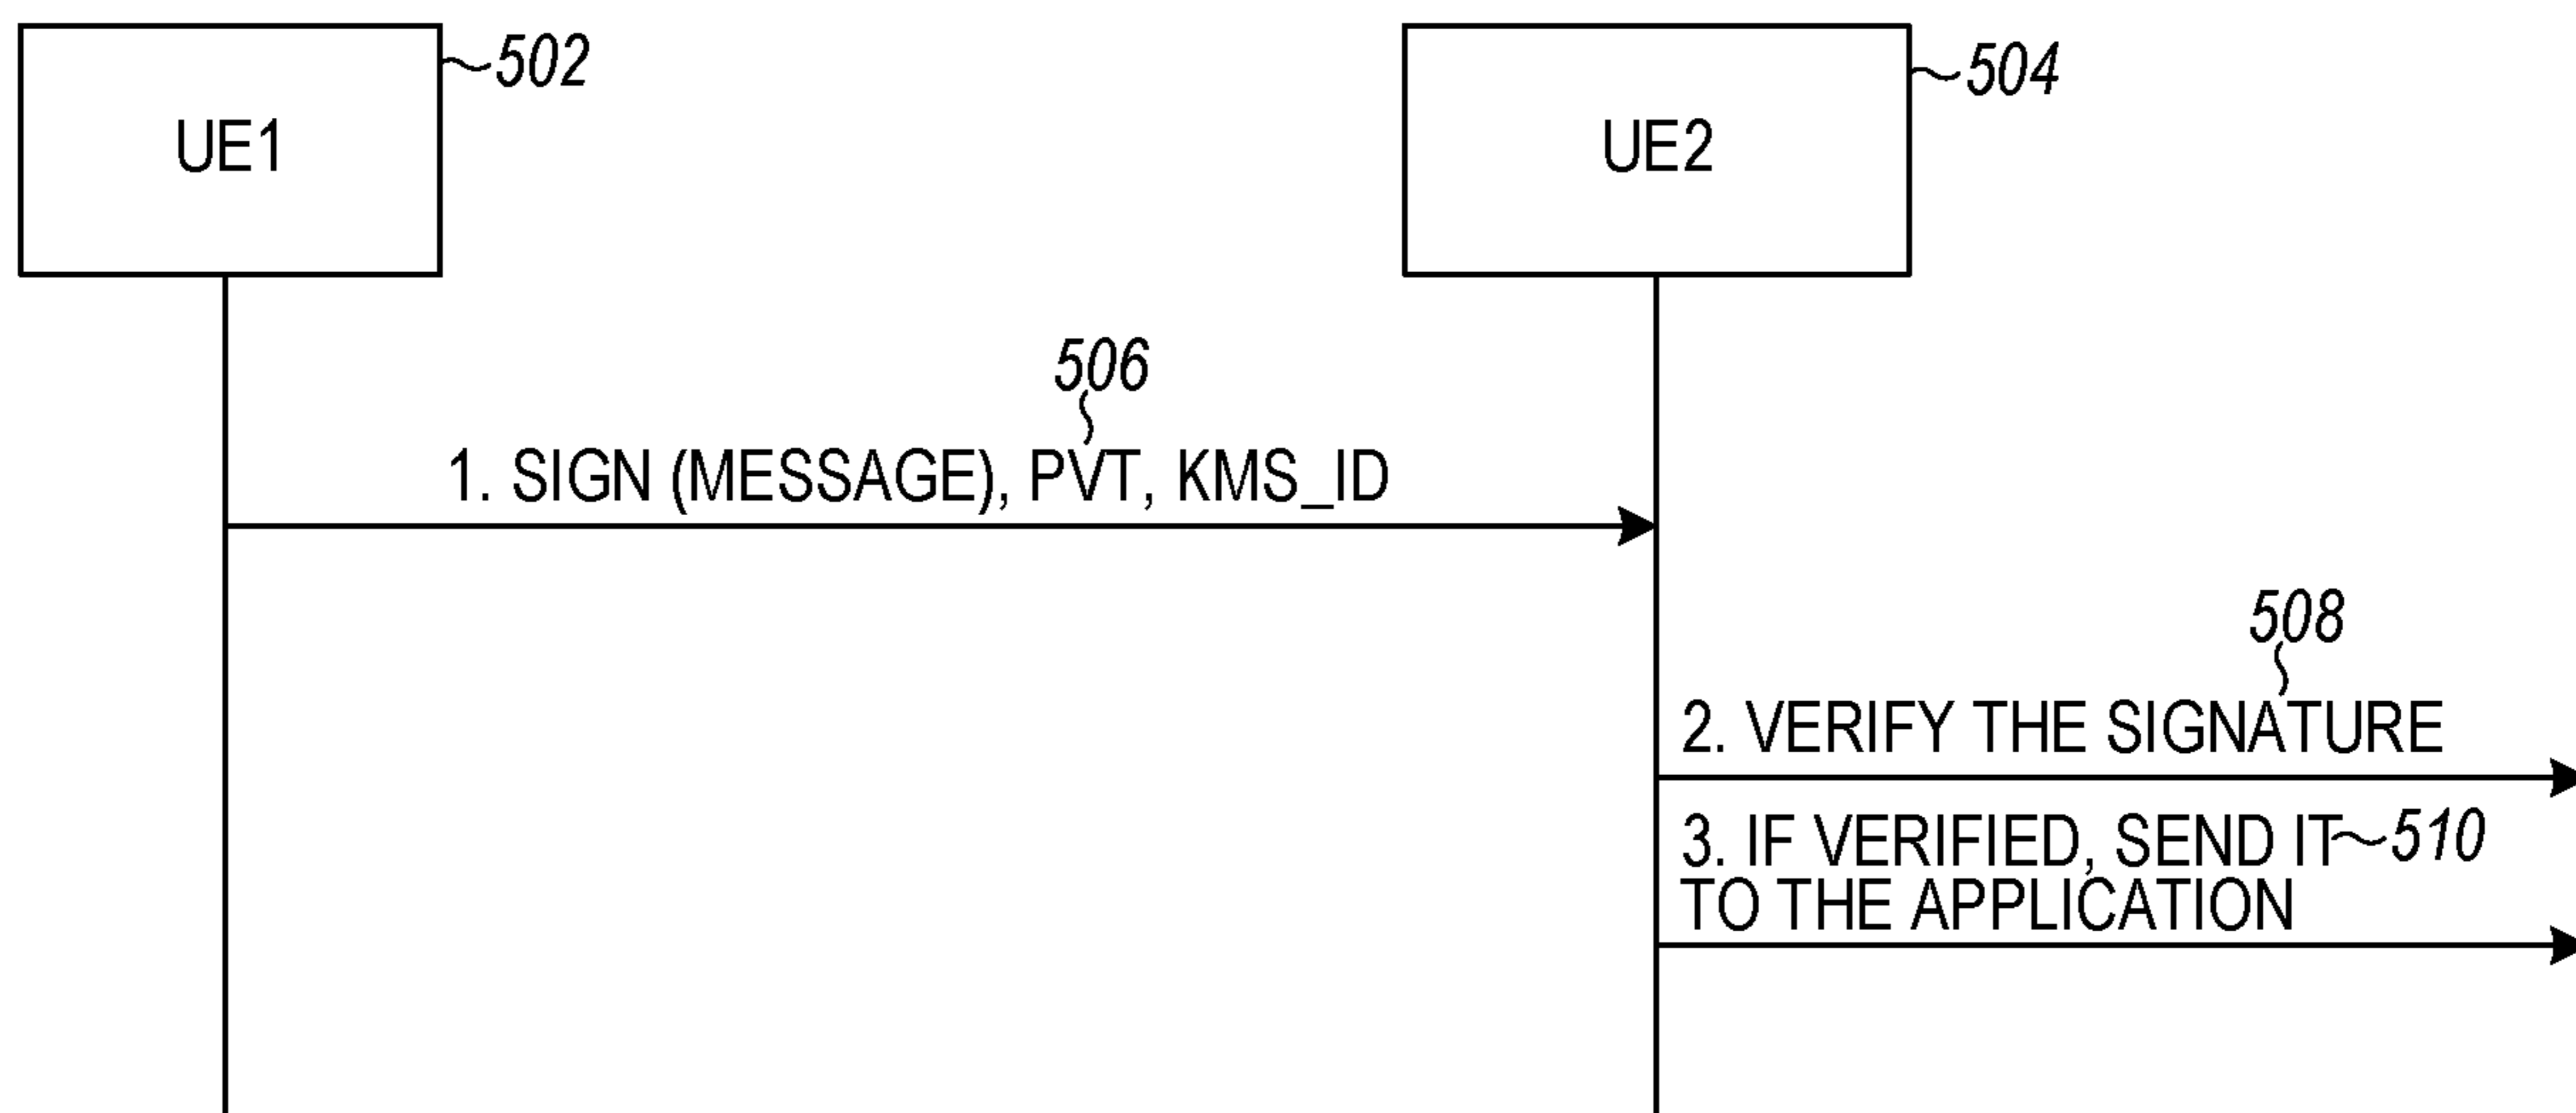 502
504
UE1
UE2
506
1. SIGN (MESSAGE), PVT, KMS_ID
508
2. VERIFY THE SIGNATURE
3. IF VERIFIED, SEND IT 510
TO THE APPLICATION